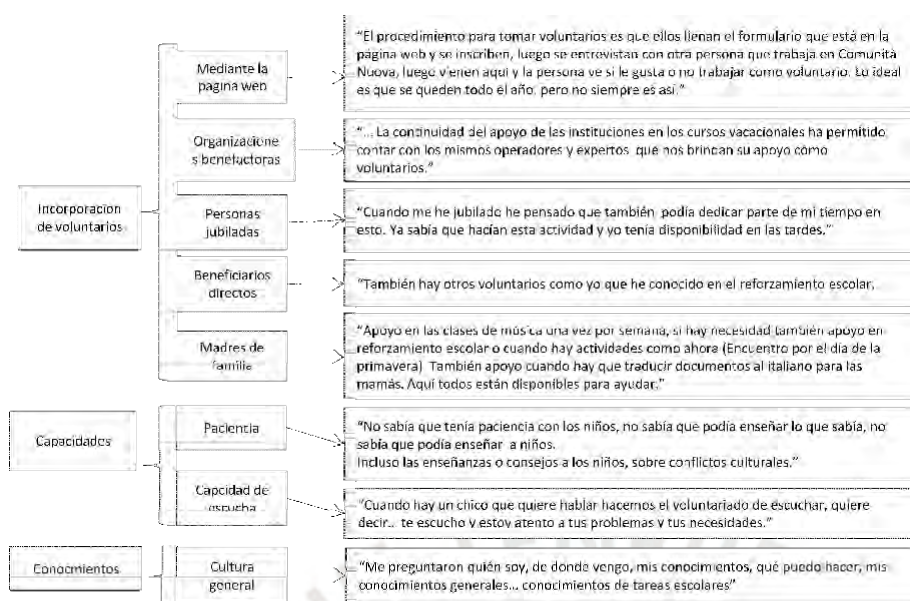 Incorporacion
de voluntarios
Mediante la
pagina web
"El procedimiento para tomar voluntarios es que ellos llenan el formulario que está en la
página web y se inscriben, luego se entrevistan con otra persona que trabaja en Comunità
Nuova, luego vienen aquí y la persona ve si le gusta o no trabajar como voluntario. Lo ideal
es que se queden todo el año, pero no siempre es así."
Organizacione
s benefactoras
"... La continuidad del apoyo de las instituciones en los cursos vacacionales ha permitido
contar con los mismos operadores y expertos que nos brindan su apoyo como
voluntarios."
Personas
jubiladas
"Cuando me he jubilado he pensado que también podía dedicar parte de mi tiempo en
esto. Ya sabía que hacían esta actividad y yo tenía disponibilidad en las tardes."
Beneficiarios
directos
"También hay otros voluntarios como yo que he conocido en el reforzamiento escolar.
Madres de
familia
"Apoyo en las clases de música una vez por semana, si hay necesidad también apoyo en
reforzamiento escolar o cuando hay actividades como ahora (Encuentro por el día de la
primavera) También apoyo cuando hay que traducir documentos al italiano para las
mamás. Aquí todos están disponibles para ayudar."
Capacidades
Paciencia
"No sabía que tenía paciencia con los niños, no sabía que podía enseñar lo que sabía, no
sabía que podía enseñar a niños.
Incluso las enseñanzas o consejos a los niños, sobre conflictos culturales."
Capcidad de
escucha
"Cuando hay un chico que quiere hablar hacemos el voluntariado de escuchar, quiere
decir.. te escucho y estoy atento a tus problemas y tus necesidades."
Conocmientos
Cultura
general
"Me preguntaron quién soy, de donde vengo, mis conocimientos, qué puedo hacer, mis
conocimientos generales... conocimientos de tareas escolares"